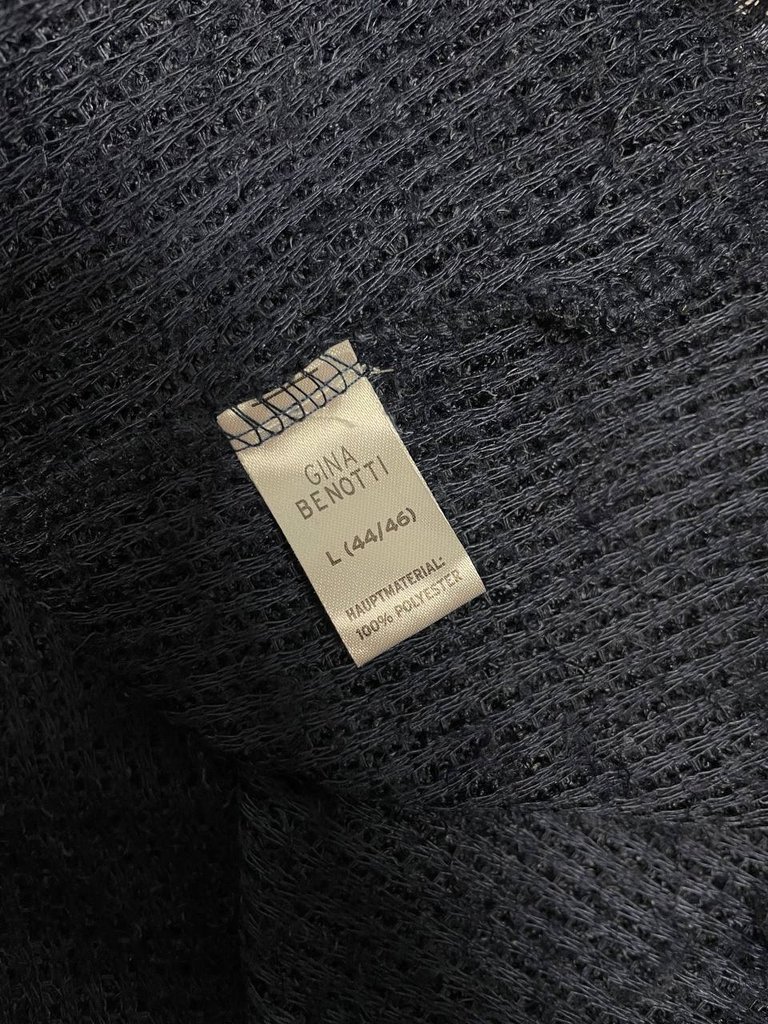 GINA
BENOTTI
L (44/46)
HAUPTMATERIAL:
100% POLYESTER